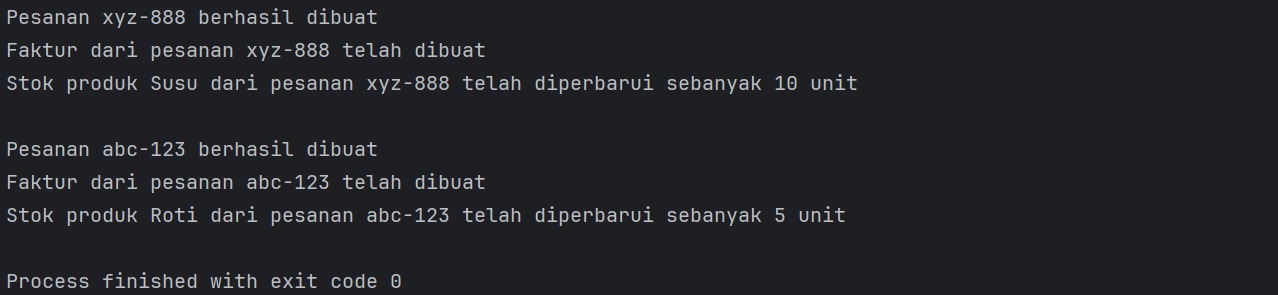 Pesanan xyz-888 berhasil dibuat
Faktur dari pesanan xyz-888 telah dibuat
Stok produk Susu dari pesanan xyz-888 telah diperbarui sebanyak 10 unit
Pesanan abc-123 berhasil dibuat
Faktur dari pesanan abc-123 telah dibuat
Stok produk Roti dari pesanan abc-123 telah diperbarui sebanyak 5 unit
Process finished with exit code 0